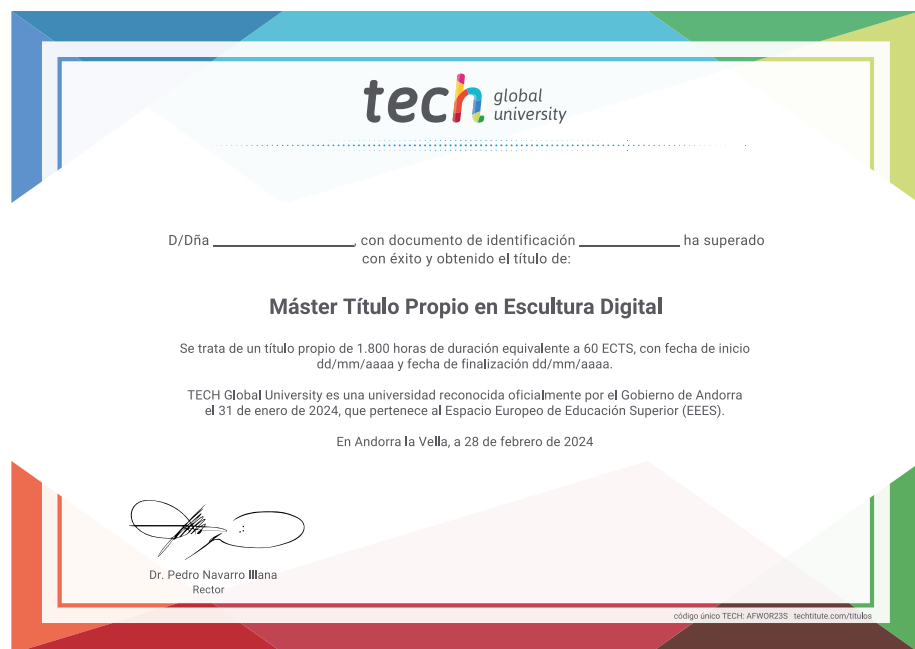 tech global university
D/Dña ____________, con documento de identificación ____________ ha superado
con éxito y obtenido el título de:
Máster Título Propio en Escultura Digital
Se trata de un título propio de 1.800 horas de duración equivalente a 60 ECTS, con fecha de inicio
dd/mm/aaaa y fecha de finalización dd/mm/aaaa.
TECH Global University es una universidad reconocida oficialmente por el Gobierno de Andorra
el 31 de enero de 2024, que pertenece al Espacio Europeo de Educación Superior (EEES).
En Andorra la Vella, a 28 de febrero de 2024
Dr. Pedro Navarro Illana
Rector
código único TECH: AFWOR23S techtitute.com/titulos